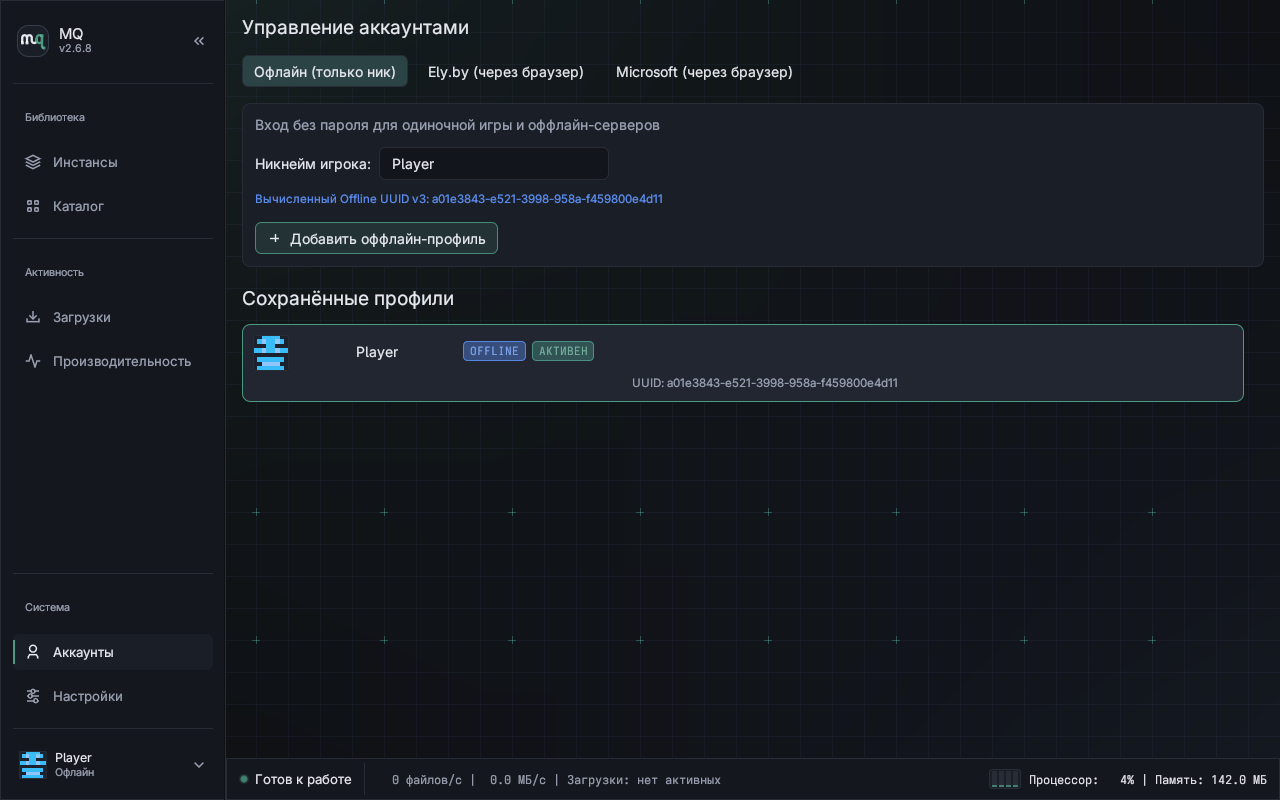 mq
MQ
v2.6.8
Библиотека
Инстансы
Каталог
Активность
Загрузки
Производительность
Система
Аккаунты
Настройки
Player
Офлайн
Управление аккаунтами
Офлайн (только ник) Ely.by (через браузер) Microsoft (через браузер)
Вход без пароля для одиночной игры и оффлайн-серверов
Никнейм игрока: Player
Вычисленный Offline UUID v3: a01e3843-e521-3998-958a-f459800e4d11
+ Добавить оффлайн-профиль
Сохранённые профили
Player OFFLINE АКТИВЕН
UUID: a01e3843-e521-3998-958a-f459800e4d11
Готов к работе 0 файлов/с | 0.0 МБ/с | Загрузки: нет активных Процессор: 4% | Память: 142.0 МБ